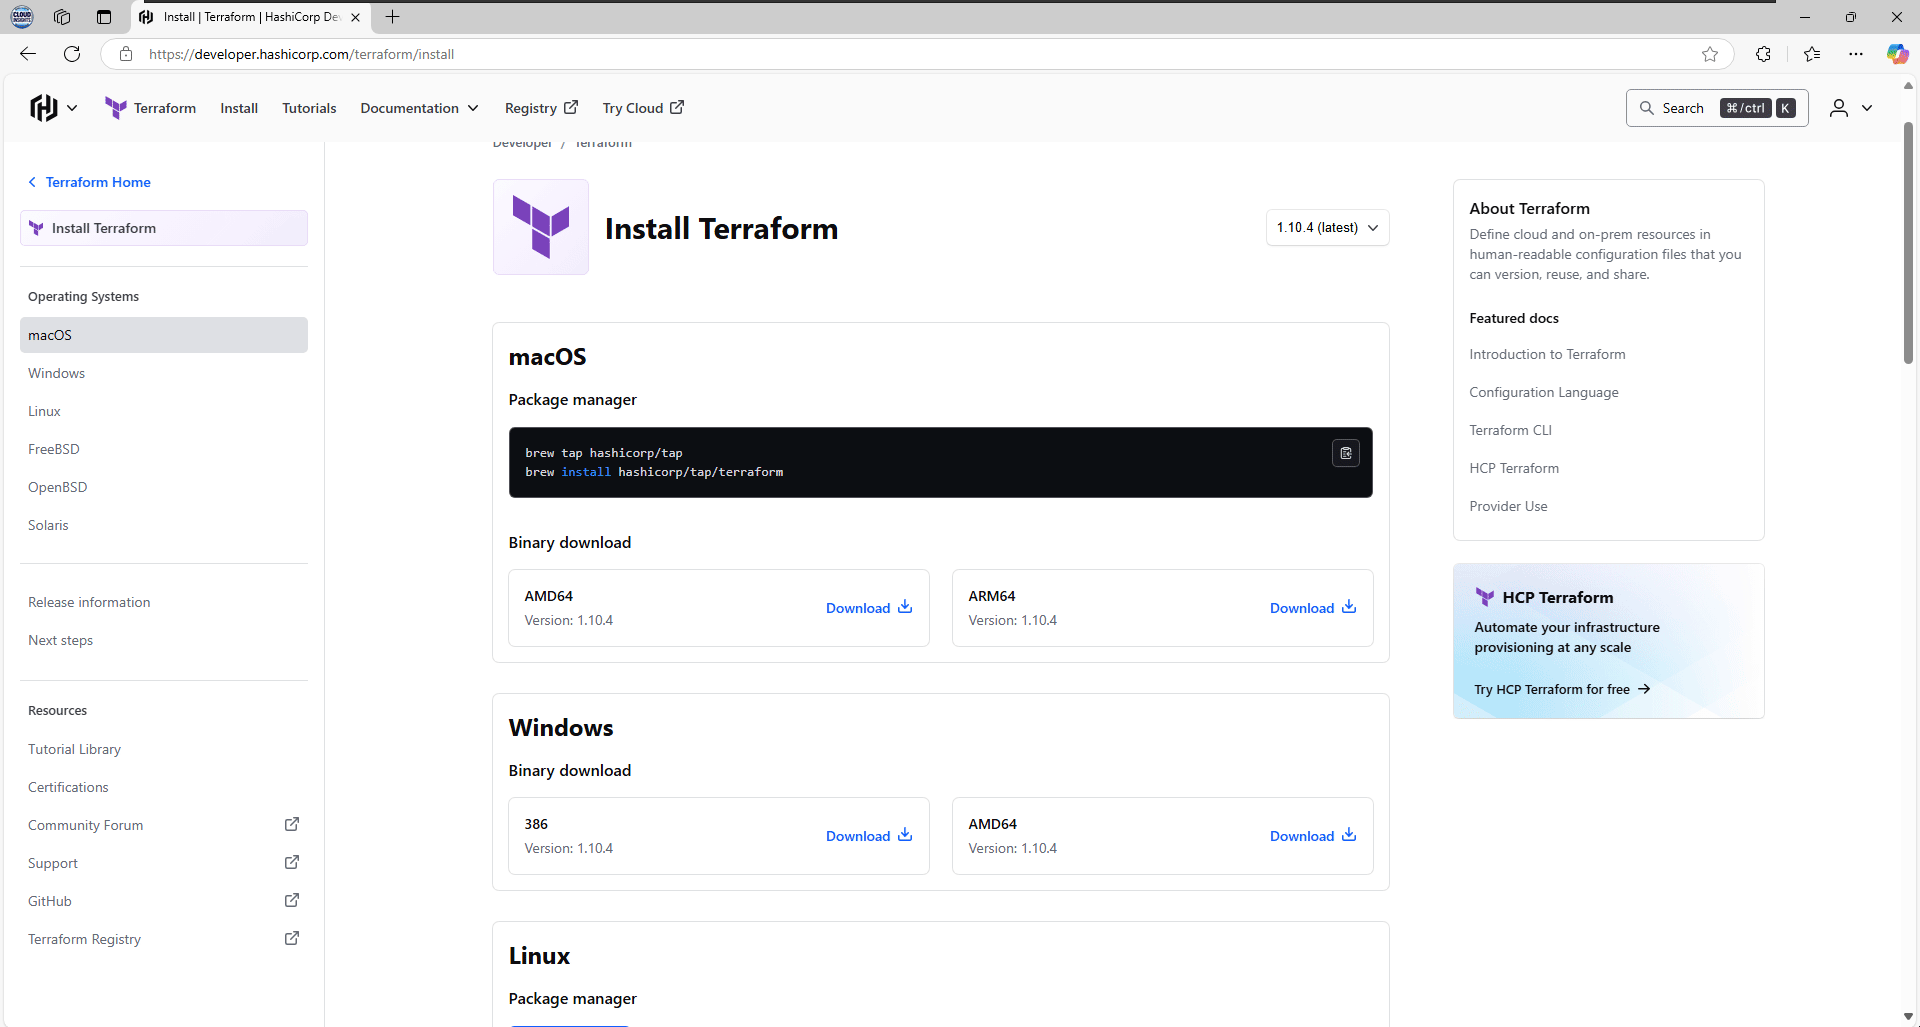 CLOUD INSIGHTS
Install | Terraform | HashiCorp De
https://developer.hashicorp.com/terraform/install
Terraform
Install
Tutorials
Documentation
Registry
Try Cloud
Search
⌘/ctrl
K
Developer / Terraform
Terraform Home
Install Terraform
Operating Systems
macOS
Windows
Linux
FreeBSD
OpenBSD
Solaris
Release information
Next steps
Resources
Tutorial Library
Certifications
Community Forum
Support
GitHub
Terraform Registry
Install Terraform
1.10.4 (latest)
macOS
Package manager
brew tap hashicorp/tap
brew install hashicorp/tap/terraform
Binary download
AMD64
Version: 1.10.4
Download
ARM64
Version: 1.10.4
Download
Windows
Binary download
386
Version: 1.10.4
Download
AMD64
Version: 1.10.4
Download
Linux
Package manager
About Terraform
Define cloud and on-prem resources in
human-readable configuration files that you
can version, reuse, and share.
Featured docs
Introduction to Terraform
Configuration Language
Terraform CLI
HCP Terraform
Provider Use
HCP Terraform
Automate your infrastructure
provisioning at any scale
Try HCP Terraform for free